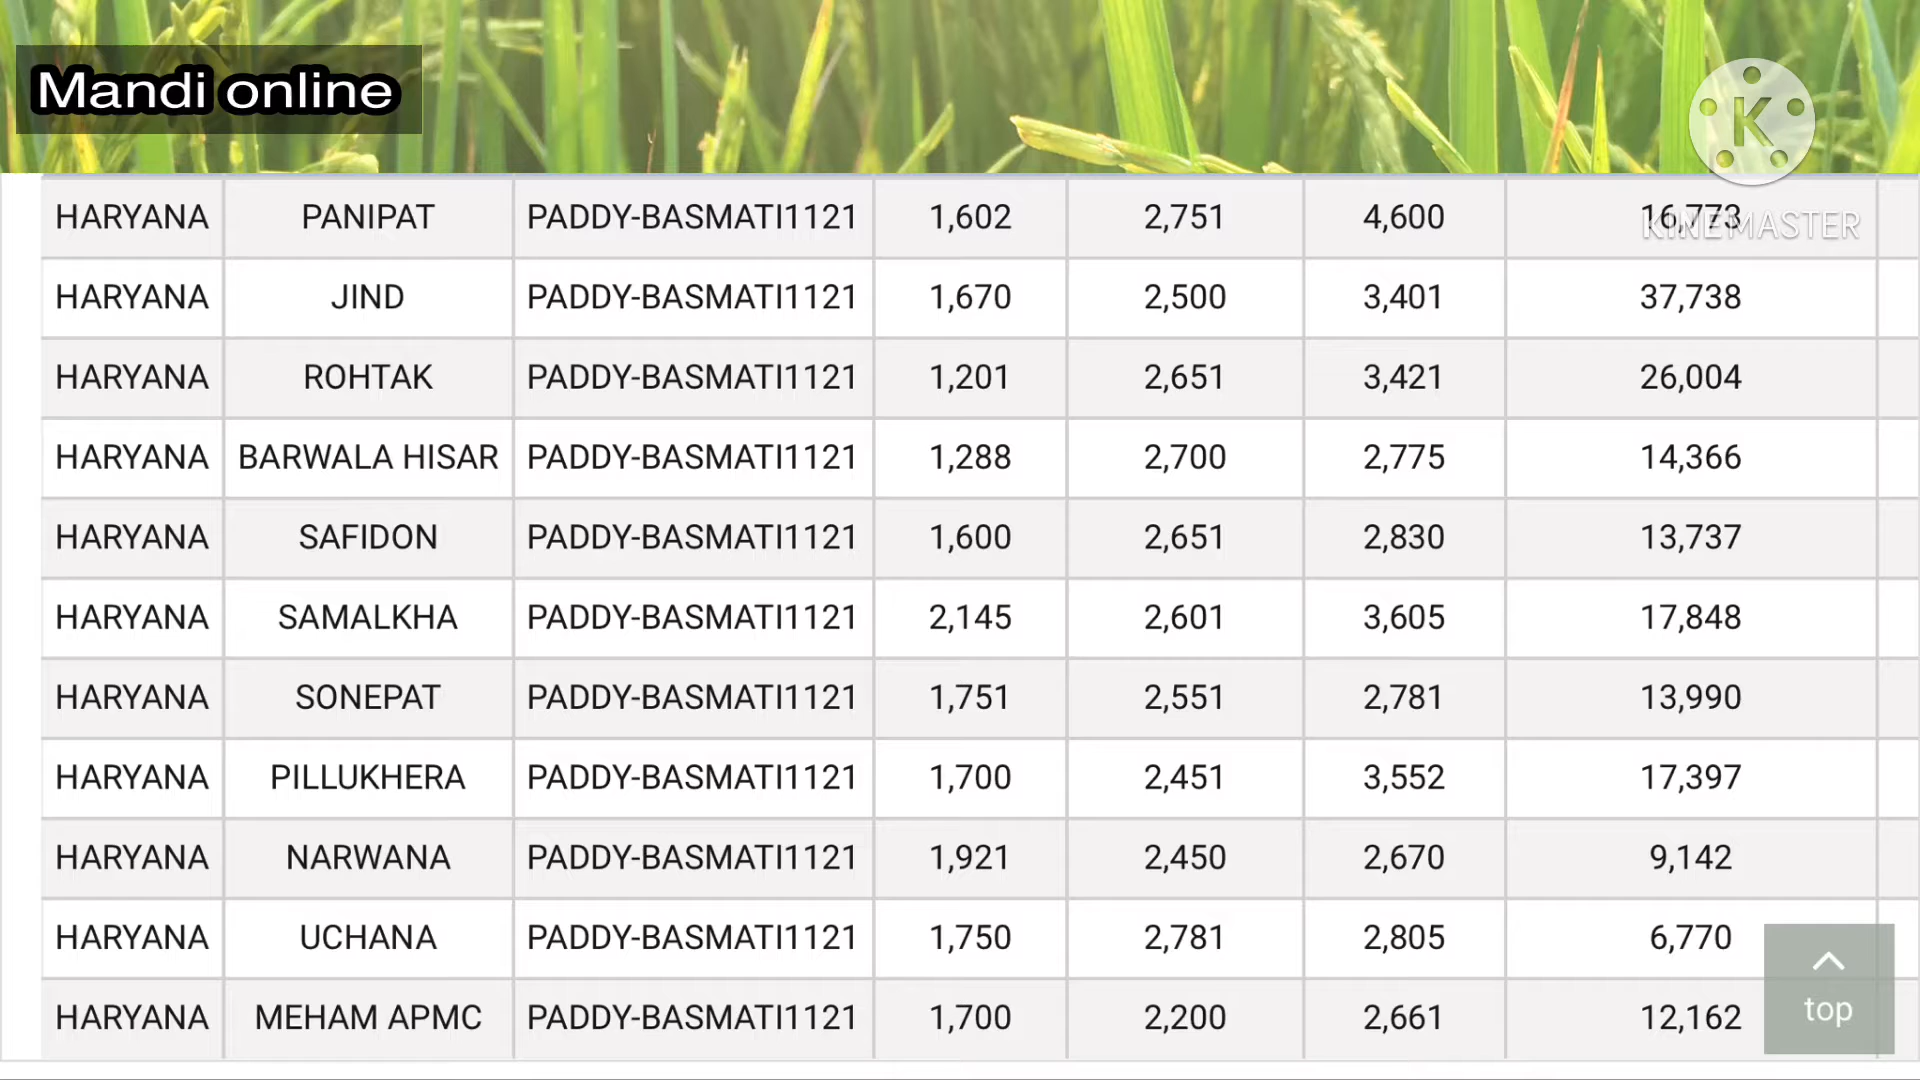 Mandi online
K
KINEMASTER
HARYANA PANIPAT PADDY-BASMATI1121 1,602 2,751 4,600 16,773
HARYANA JIND PADDY-BASMATI1121 1,670 2,500 3,401 37,738
HARYANA ROHTAK PADDY-BASMATI1121 1,201 2,651 3,421 26,004
HARYANA BARWALA HISAR PADDY-BASMATI1121 1,288 2,700 2,775 14,366
HARYANA SAFIDON PADDY-BASMATI1121 1,600 2,651 2,830 13,737
HARYANA SAMALKHA PADDY-BASMATI1121 2,145 2,601 3,605 17,848
HARYANA SONEPAT PADDY-BASMATI1121 1,751 2,551 2,781 13,990
HARYANA PILLUKHERA PADDY-BASMATI1121 1,700 2,451 3,552 17,397
HARYANA NARWANA PADDY-BASMATI1121 1,921 2,450 2,670 9,142
HARYANA UCHANA PADDY-BASMATI1121 1,750 2,781 2,805 6,770
HARYANA MEHAM APMC PADDY-BASMATI1121 1,700 2,200 2,661 12,162
top